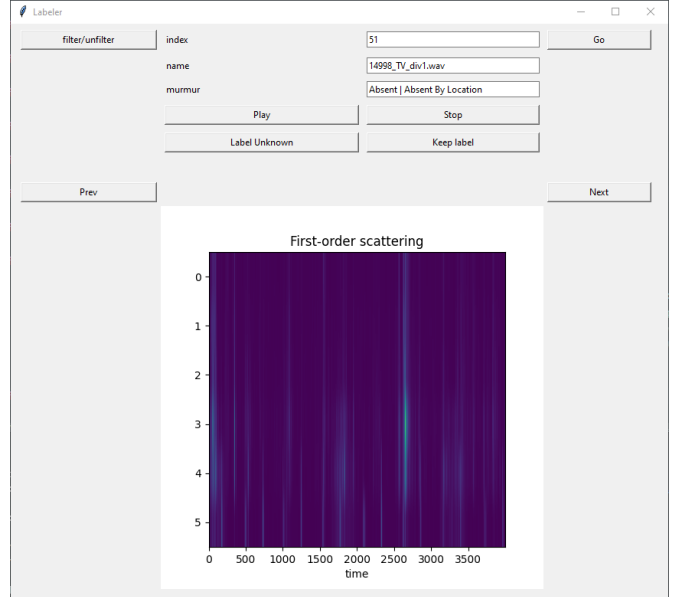 Labeler
filter/unfilter index 51 Go
name 14998_TV_div1.wav
murmur Absent | Absent By Location
Play Stop
Label Unknown Keep label
Prev Next
First-order scattering
0
1
2
3
4
5
0 500 1000 1500 2000 2500 3000 3500
time